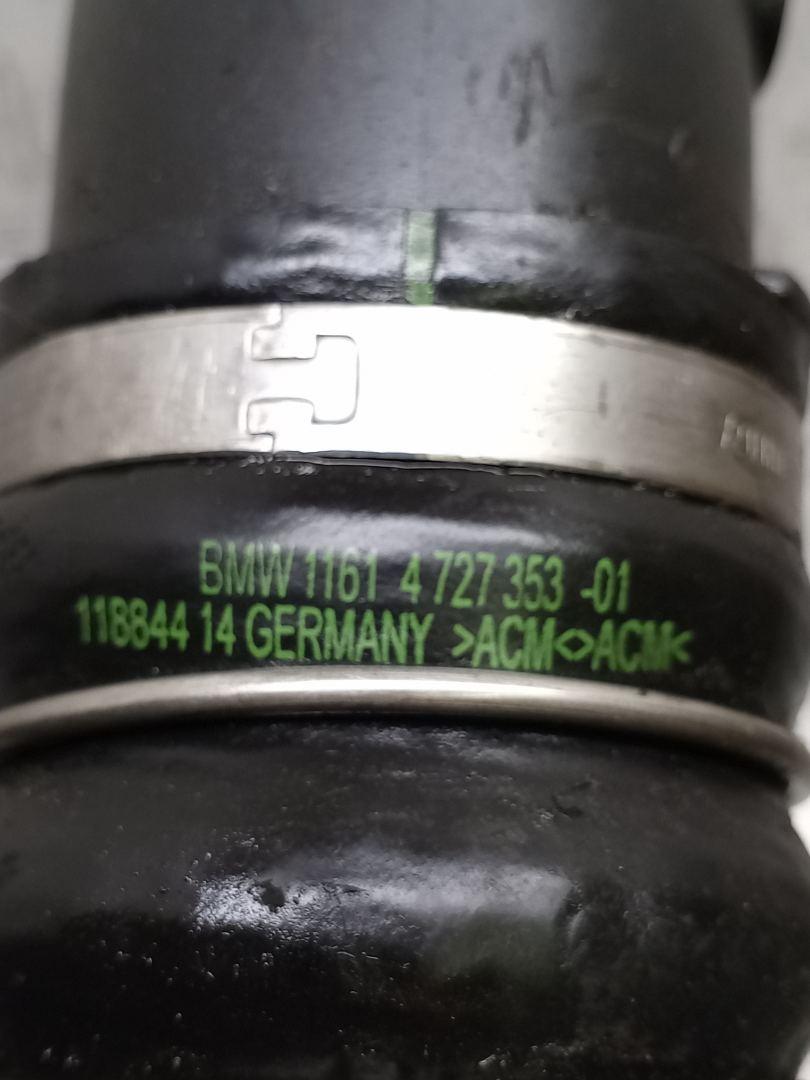 BMW 1161 4 727 353 -01
118844 14 GERMANY >ACM<>ACM<